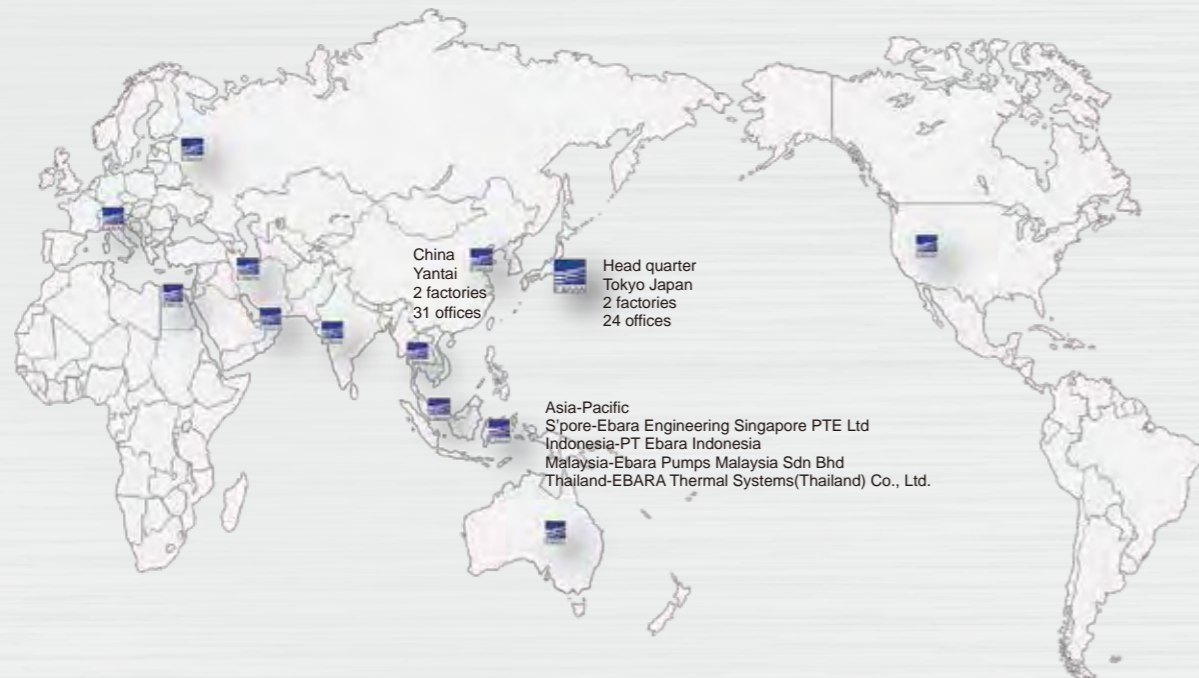 China
Yantai
2 factories
31 offices
Head quarter
Tokyo Japan
2 factories
24 offices
Asia-Pacific
S'pore-Ebara Engineering Singapore PTE Ltd
Indonesia-PT Ebara Indonesia
Malaysia-Ebara Pumps Malaysia Sdn Bhd
Thailand-EBARA Thermal Systems(Thailand) Co., Ltd.